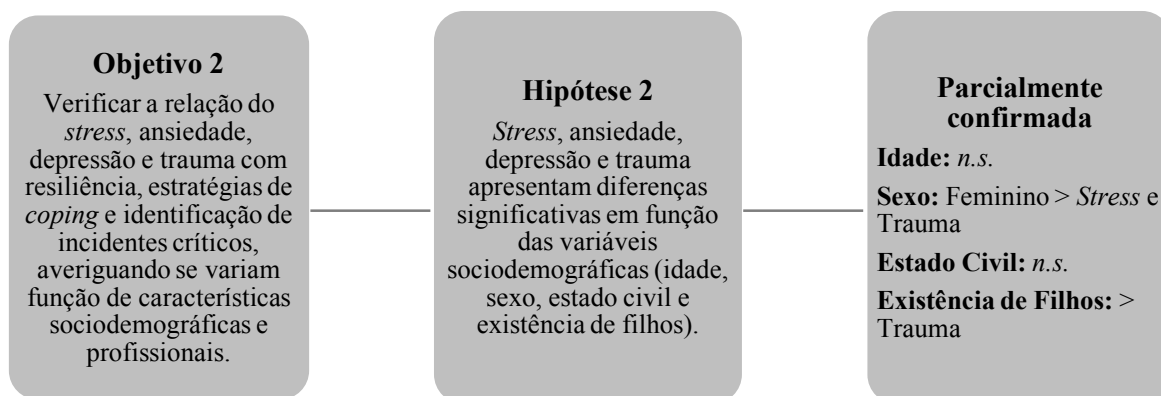 Objetivo 2
Verificar a relação do
stress, ansiedade,
depressão e trauma com
resiliência, estratégias de
coping e identificação de
incidentes críticos,
averiguando se variam
função de características
sociodemográficas e
profissionais.
Hipótese 2
Stress, ansiedade,
depressão e trauma
apresentam diferenças
significativas em função
das variáveis
sociodemográficas (idade,
sexo, estado civil e
existência de filhos).
Parcialmente
confirmada
Idade: n.s.
Sexo: Feminino > Stress e
Trauma
Estado Civil: n.s.
Existência de Filhos: >
Trauma